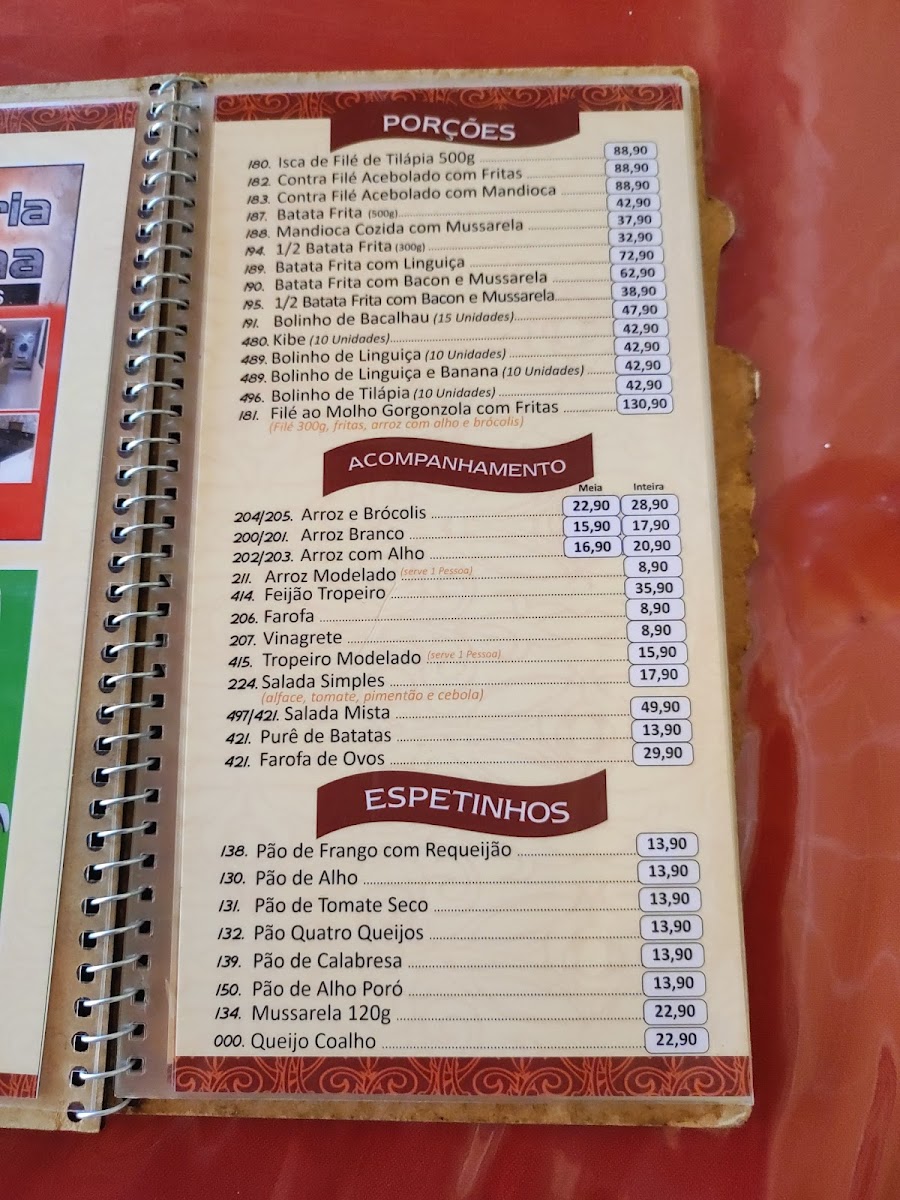 ria
na
s
PORÇÕES
180. Isca de Filé de Tilápia 500g 88,90
182. Contra Filé Acebolado com Fritas 88,90
183. Contra Filé Acebolado com Mandioca 88,90
187. Batata Frita (500g) 42,90
188. Mandioca Cozida com Mussarela 37,90
194. 1/2 Batata Frita (300g) 32,90
189. Batata Frita com Linguiça 72,90
190. Batata Frita com Bacon e Mussarela 62,90
195. 1/2 Batata Frita com Bacon e Mussarela 38,90
191. Bolinho de Bacalhau (15 Unidades) 47,90
480. Kibe (10 Unidades) 42,90
489. Bolinho de Linguiça (10 Unidades) 42,90
489. Bolinho de Linguiça e Banana (10 Unidades) 42,90
496. Bolinho de Tilápia (10 Unidades) 42,90
181. Filé ao Molho Gorgonzola com Fritas 130,90
(Filé 300g, fritas, arroz com alho e brócolis)
ACOMPANHAMENTO
Meia Inteira
204/205. Arroz e Brócolis 22,90 28,90
200/201. Arroz Branco 15,90 17,90
202/203. Arroz com Alho 16,90 20,90
211. Arroz Modelado (serve 1 Pessoa) 8,90
414. Feijão Tropeiro 35,90
206. Farofa 8,90
207. Vinagrete 8,90
415. Tropeiro Modelado (serve 1 Pessoa) 15,90
224. Salada Simples 17,90
(alface, tomate, pimentão e cebola)
497/421. Salada Mista 49,90
421. Purê de Batatas 13,90
421. Farofa de Ovos 29,90
ESPETINHOS
138. Pão de Frango com Requeijão 13,90
130. Pão de Alho 13,90
131. Pão de Tomate Seco 13,90
132. Pão Quatro Queijos 13,90
139. Pão de Calabresa 13,90
150. Pão de Alho Poró 13,90
134. Mussarela 120g 22,90
000. Queijo Coalho 22,90